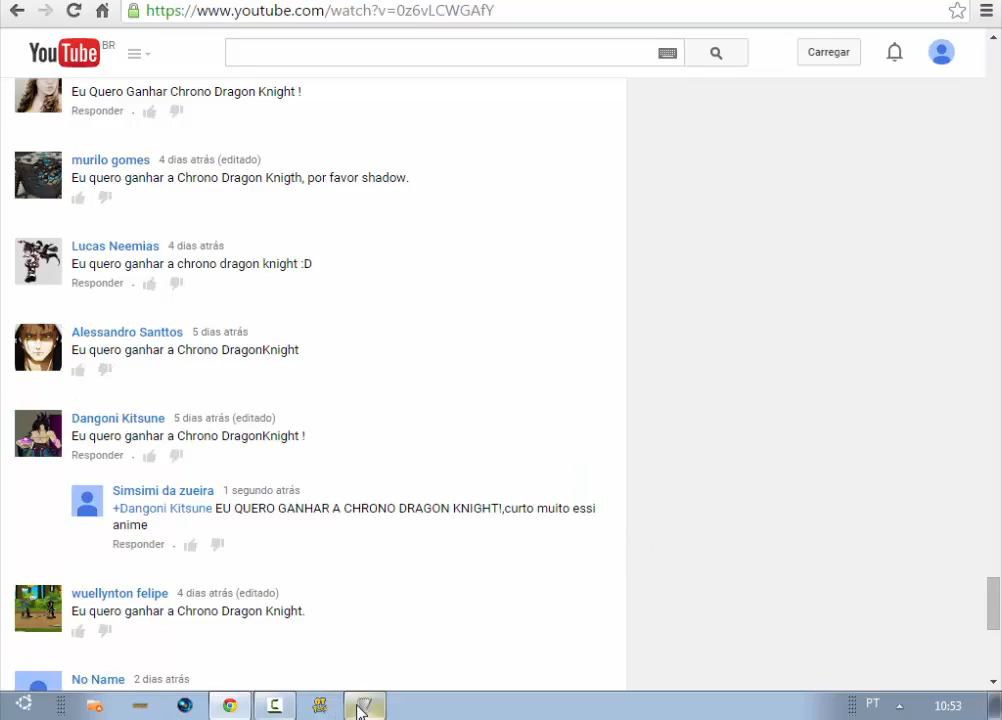 https://www.youtube.com/watch?v=0z6vLCWGAfY
YouTube BR
Carregar
Eu Quero Ganhar Chrono Dragon Knight !
Responder .
murilo gomes 4 dias atrás (editado)
Eu quero ganhar a Chrono Dragon Knigth, por favor shadow.
Lucas Neemias 4 dias atrás
Eu quero ganhar a chrono dragon knight :D
Responder .
Alessandro Santtos 5 dias atrás
Eu quero ganhar a Chrono DragonKnight
Dangoni Kitsune 5 dias atrás (editado)
Eu quero ganhar a Chrono DragonKnight !
Responder .
Simsimi da zueira 1 segundo atrás
+Dangoni Kitsune EU QUERO GANHAR A CHRONO DRAGON KNIGHT!,curto muito essi
anime
Responder .
wuellynton felipe 4 dias atrás (editado)
Eu quero ganhar a Chrono Dragon Knight.
No Name 2 dias atrás
PT
10:53